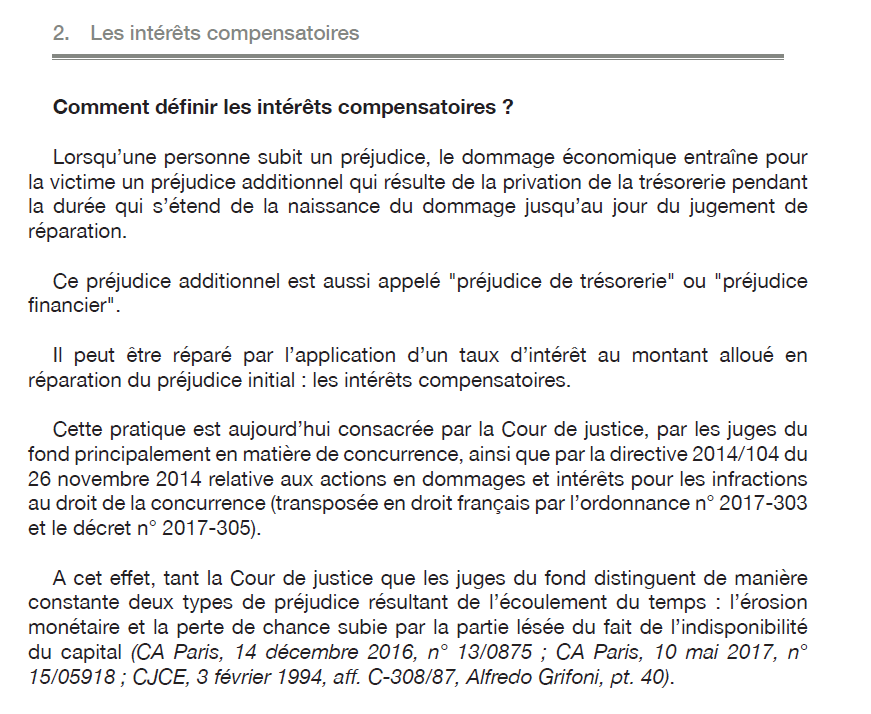 2. Les intérêts compensatoires
Comment définir les intérêts compensatoires ?
Lorsqu'une personne subit un préjudice, le dommage économique entraîne pour
la victime un préjudice additionnel qui résulte de la privation de la trésorerie pendant
la durée qui s'étend de la naissance du dommage jusqu'au jour du jugement de
réparation.
Ce préjudice additionnel est aussi appelé "préjudice de trésorerie" ou "préjudice
financier".
Il peut être réparé par l'application d'un taux d'intérêt au montant alloué en
réparation du préjudice initial : les intérêts compensatoires.
Cette pratique est aujourd'hui consacrée par la Cour de justice, par les juges du
fond principalement en matière de concurrence, ainsi que par la directive 2014/104 du
26 novembre 2014 relative aux actions en dommages et intérêts pour les infractions
au droit de la concurrence (transposée en droit français par l'ordonnance n° 2017-303
et le décret n° 2017-305).
A cet effet, tant la Cour de justice que les juges du fond distinguent de manière
constante deux types de préjudice résultant de l'écoulement du temps : l'érosion
monétaire et la perte de chance subie par la partie lésée du fait de l'indisponibilité
du capital (CA Paris, 14 décembre 2016, n° 13/0875 ; CA Paris, 10 mai 2017, n°
15/05918 ; CJCE, 3 février 1994, aff. C-308/87, Alfredo Grifoni, pt. 40).